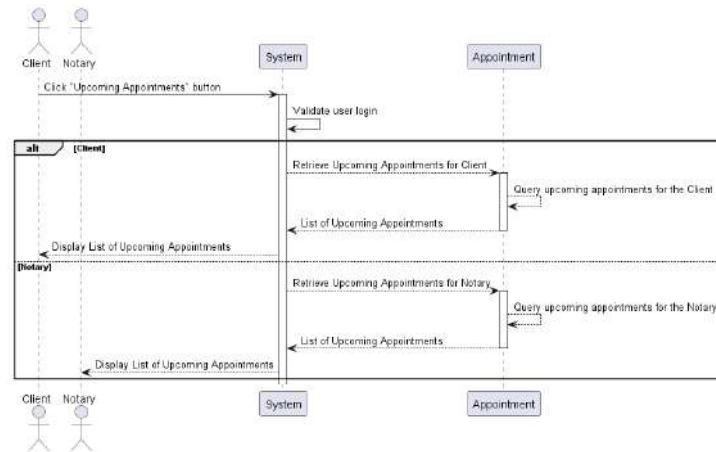 Client Notary System Appointment
Click "Upcoming Appointments" button
Validate user login
alt [Client]
Retrieve Upcoming Appointments for Client
Query upcoming appointments for the Client
List of Upcoming Appointments
Display List of Upcoming Appointments
[Notary]
Retrieve Upcoming Appointments for Notary
Query upcoming appointments for the Notary
List of Upcoming Appointments
Display List of Upcoming Appointments
Client Notary System Appointment